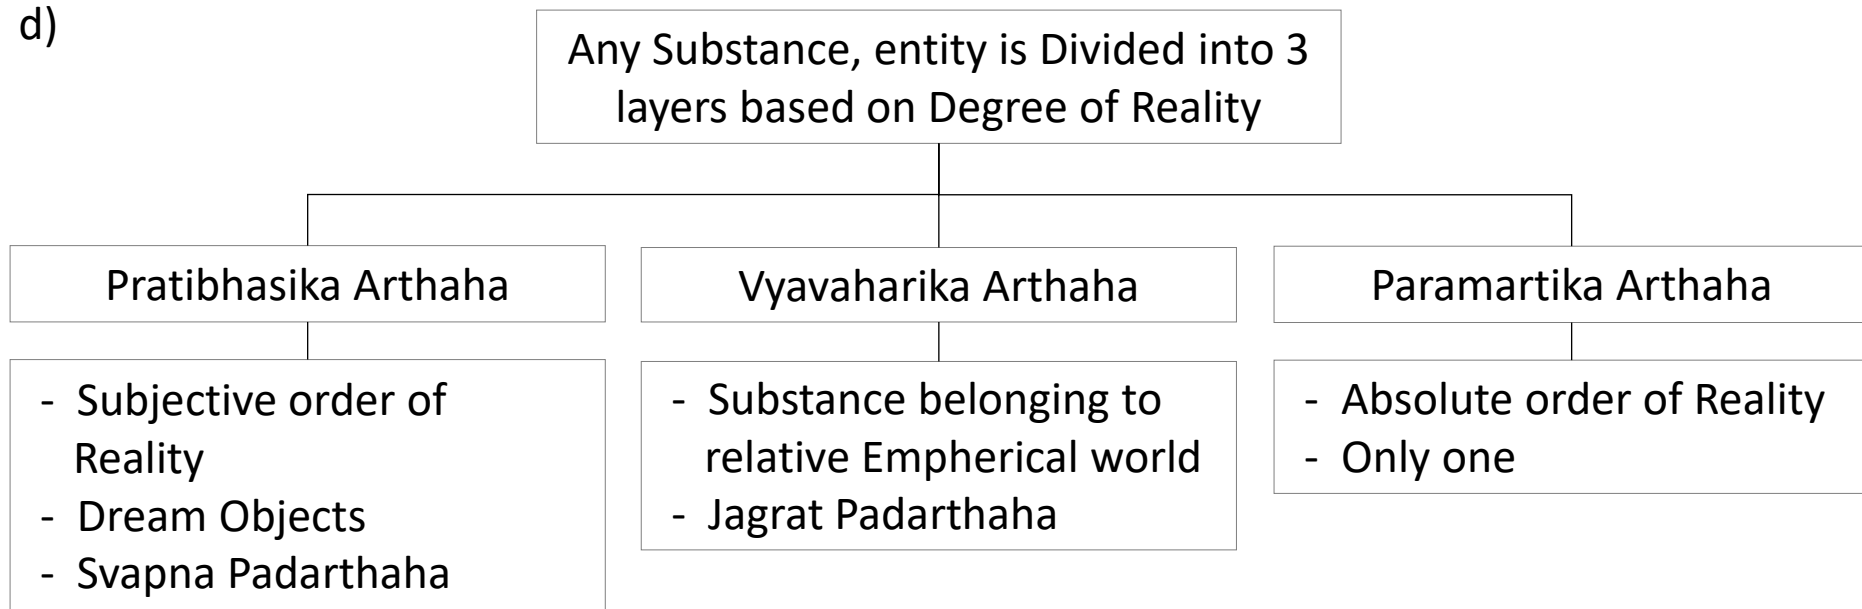 d)
Any Substance, entity is Divided into 3
layers based on Degree of Reality
Pratibhasika Arthaha
Vyavaharika Arthaha
Paramartika Arthaha
- Subjective order of
Reality
- Dream Objects
- Svapna Padarthaha
- Substance belonging to
relative Empherical world
- Jagrat Padarthaha
- Absolute order of Reality
- Only one